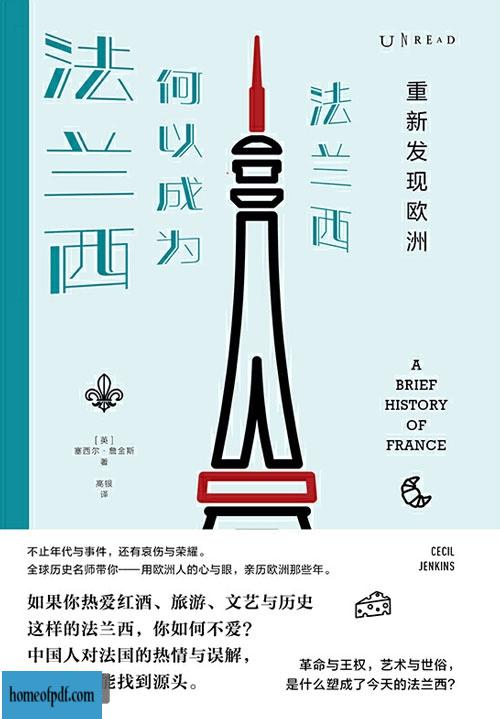 UNREAD
重新发现欧洲
法兰西
何以成为
法兰西
A
BRIEF
HISTORY
OF
FRANCE
[英]
塞西尔·詹金斯
著
高银
译
CECIL
JENKINS
不止年代与事件，还有哀伤与荣耀。
全球历史名师带你——用欧洲人的心与眼，亲历欧洲那些年。
如果你热爱红酒、旅游、文艺与历史
这样的法兰西，你如何不爱？
中国人对法国的热情与误解，
能找到源头。
革命与王权，艺术与世俗，
是什么塑成了今天的法兰西？
homeofpdf.com